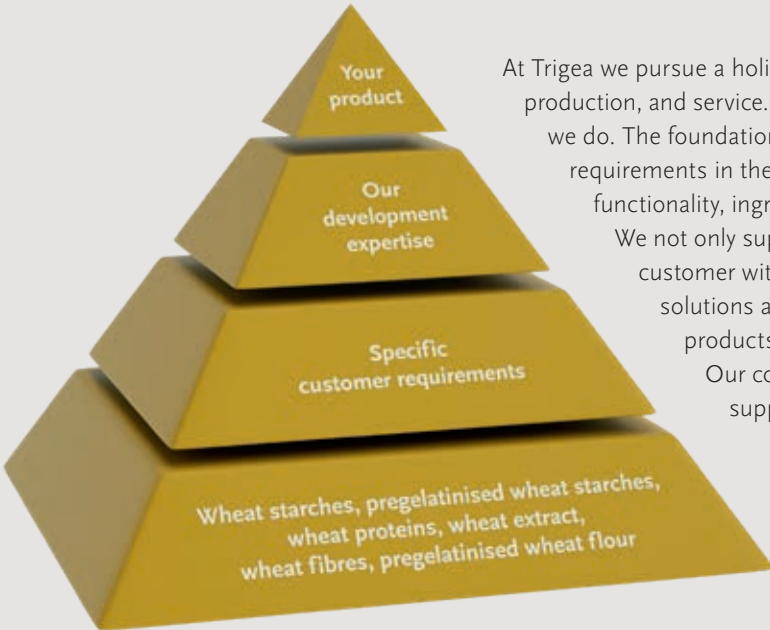 Your
product
Our
development
expertise
Specific
customer requirements
Wheat starches, pregelatinised wheat starches,
wheat proteins, wheat extract,
wheat fibres, pregelatinised wheat flour
At Trigea we pursue a holi
production, and service.
we do. The foundation
requirements in the
functionality, ingr
We not only sup
customer wit
solutions a
products
Our co
supp